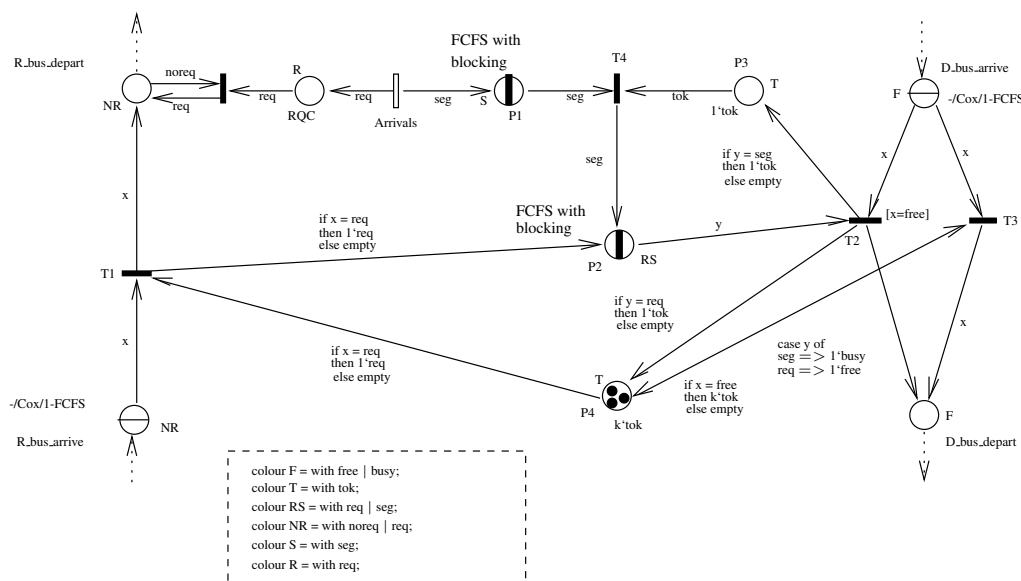 FCFS with
blocking
R_bus_depart
noreq
R
T4
P3
T
D_bus_arrive
F
-/Cox/1-FCFS
NR
req
req
RQC
req
Arrivals
seg
S
P1
seg
tok
1‘tok
seg
if y = seg
then 1‘tok
else empty
x
x
x
if x = req
then 1‘req
else empty
FCFS with
blocking
y
[x=free]
T2
T3
T1
P2
RS
x
if x = req
then 1‘req
else empty
if y = req
then 1‘tok
else empty
case y of
seg => 1‘busy
req => 1‘free
x
T
P4
k‘tok
if x = free
then k‘tok
else empty
-/Cox/1-FCFS
NR
R_bus_arrive
F
D_bus_depart
colour F = with free | busy;
colour T = with tok;
colour RS = with req | seg;
colour NR = with noreq | req;
colour S = with seg;
colour R = with req;